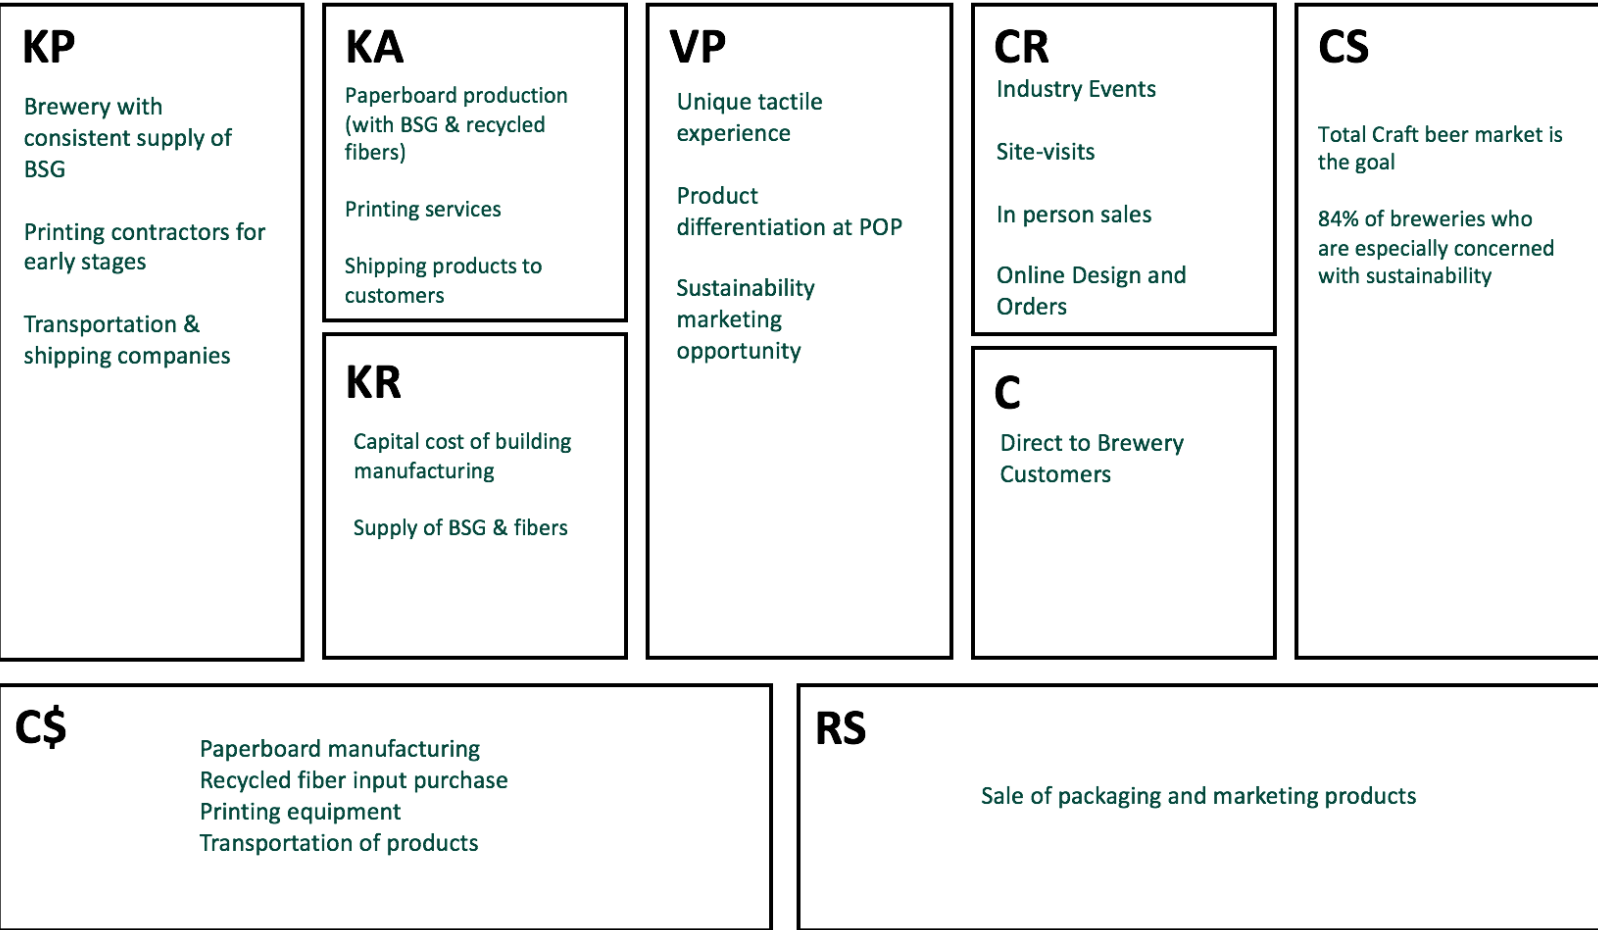 KP
Brewery with
consistent supply of
BSG
Printing contractors for
early stages
Transportation &
shipping companies
KA
Paperboard production
(with BSG & recycled
fibers)
Printing services
Shipping products to
customers
KR
Capital cost of building
manufacturing
Supply of BSG & fibers
VP
Unique tactile
experience
Product
differentiation at POP
Sustainability
marketing
opportunity
CR
Industry Events
Site-visits
In person sales
Online Design and
Orders
C
Direct to Brewery
Customers
CS
Total Craft beer market is
the goal
84% of breweries who
are especially concerned
with sustainability
C$
Paperboard manufacturing
Recycled fiber input purchase
Printing equipment
Transportation of products
RS
Sale of packaging and marketing products